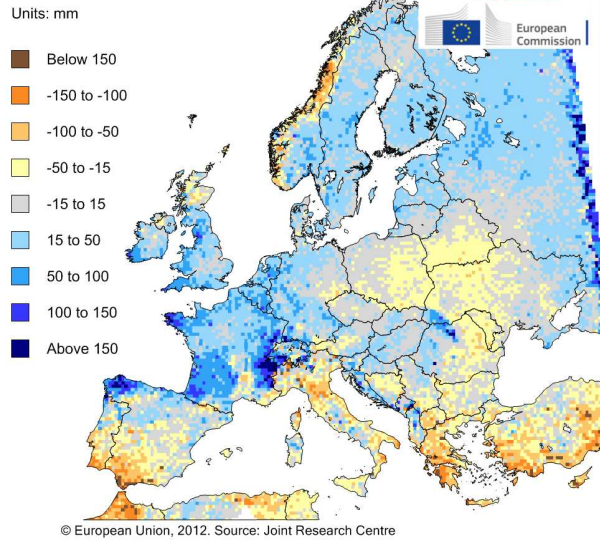 Units: mm
European
Commission
Below 150
-150 to -100
-100 to -50
-50 to -15
-15 to 15
15 to 50
50 to 100
100 to 150
Above 150
© European Union, 2012. Source: Joint Research Centre